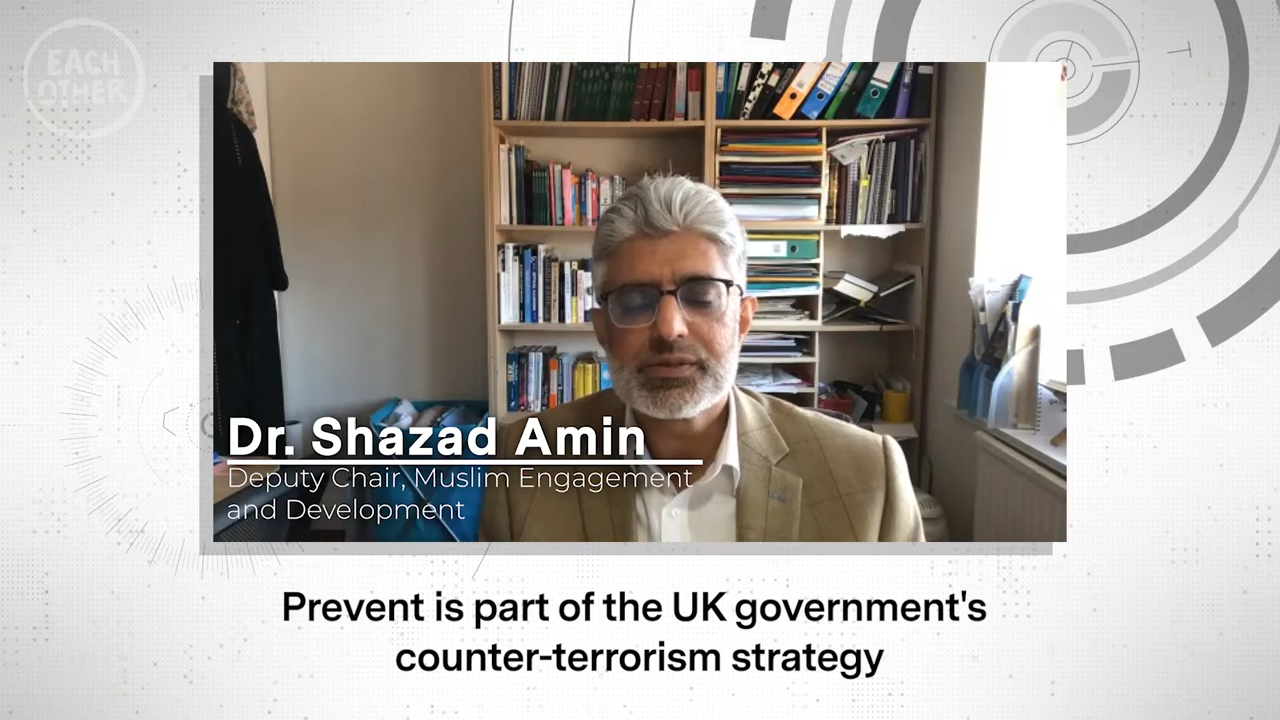 EACH
OTHER
Dr. Shazad Amin
Deputy Chair, Muslim Engagement
and Development
Prevent is part of the UK government's
counter-terrorism strategy